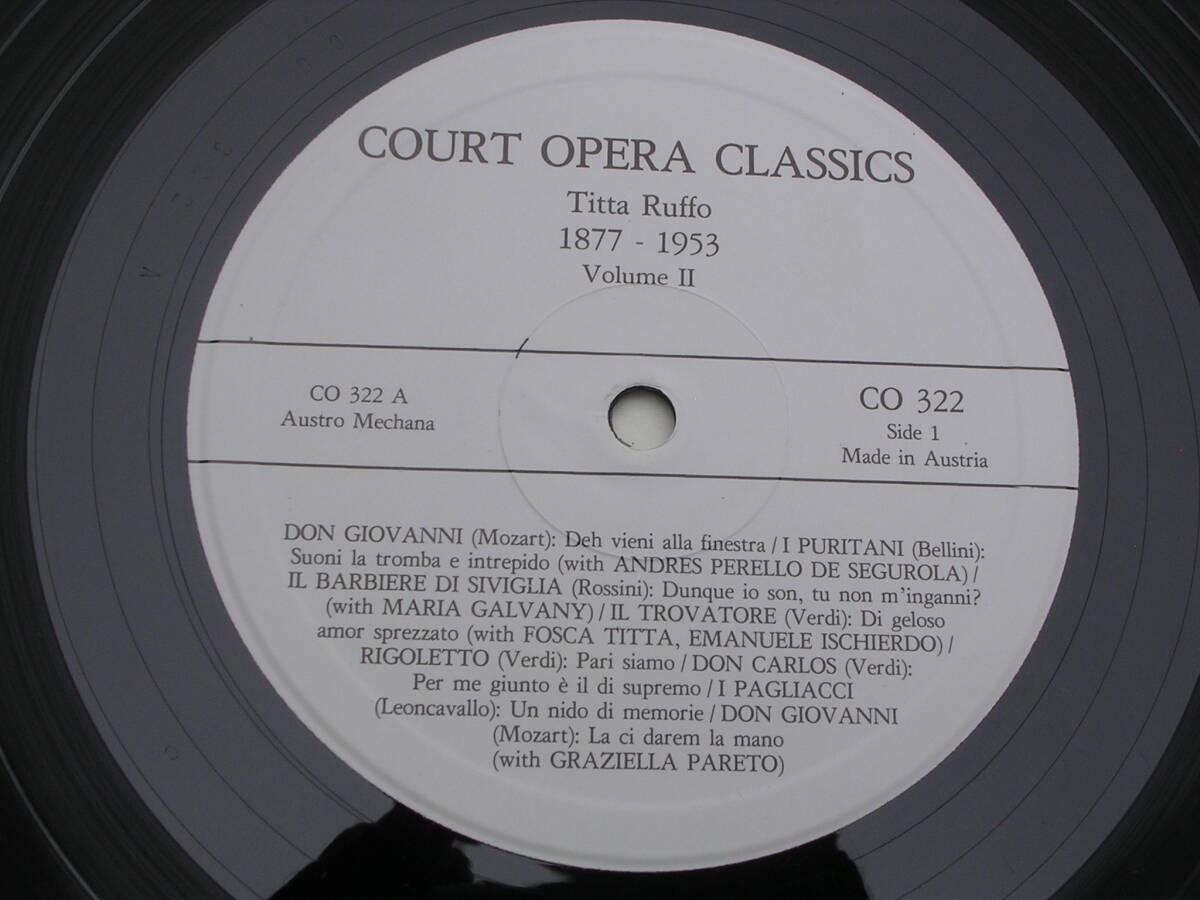 COURT OPERA CLASSICS
Titta Ruffo
1877 - 1953
Volume II
CO 322 A
Austro Mechana
CO 322
Side 1
Made in Austria
DON GIOVANNI (Mozart): Deh vieni alla finestra / I PURITANI (Bellini):
Suoni la tromba e intrepido (with ANDRES PERELLO DE SEGUROLA) /
IL BARBIERE DI SIVIGLIA (Rossini): Dunque io son, tu non m'inganni?
(with MARIA GALVANY) / IL TROVATORE (Verdi): Di geloso
amor sprezzato (with FOSCA TITTA, EMANUELE ISCHIERDO) /
RIGOLETTO (Verdi): Pari siamo / DON CARLOS (Verdi):
Per me giunto è il di supremo / I PAGLIACCI
(Leoncavallo): Un nido di memorie / DON GIOVANNI
(Mozart): La ci darem la mano
(with GRAZIELLA PARETO)